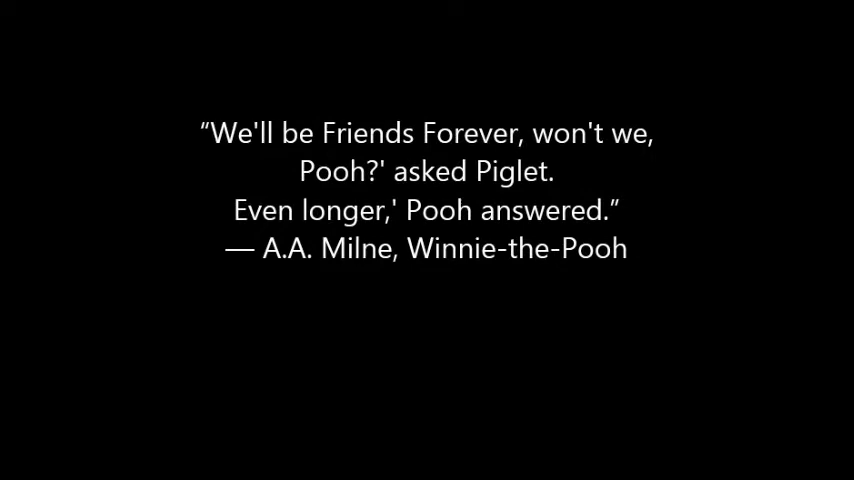 “We'll be Friends Forever, won't we,
Pooh?' asked Piglet.
Even longer,' Pooh answered.”
— A.A. Milne, Winnie-the-Pooh